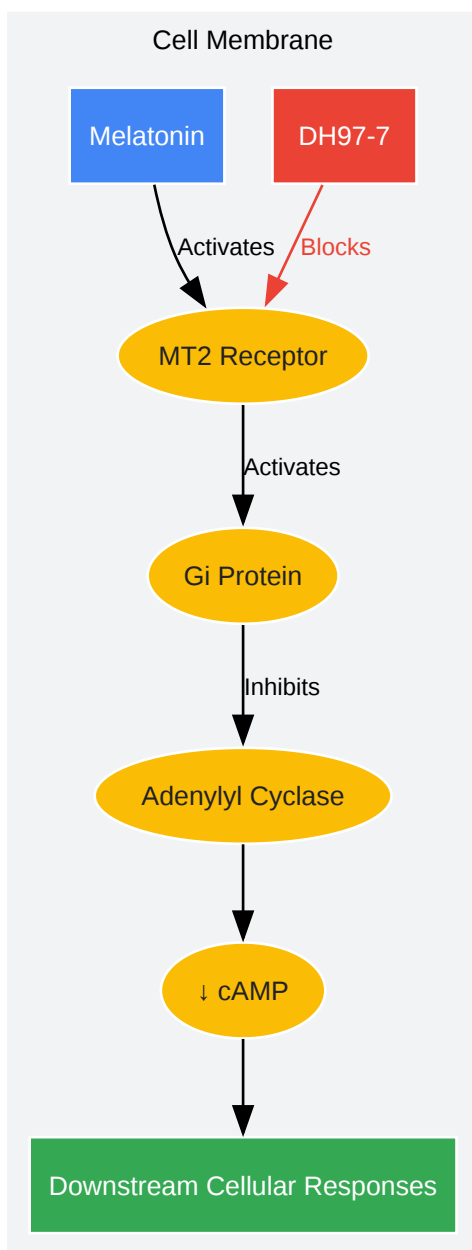 Cell Membrane
Melatonin
DH97-7
Activates
Blocks
MT2 Receptor
Activates
Gi Protein
Inhibits
Adenylyl Cyclase
↓ cAMP
Downstream Cellular Responses